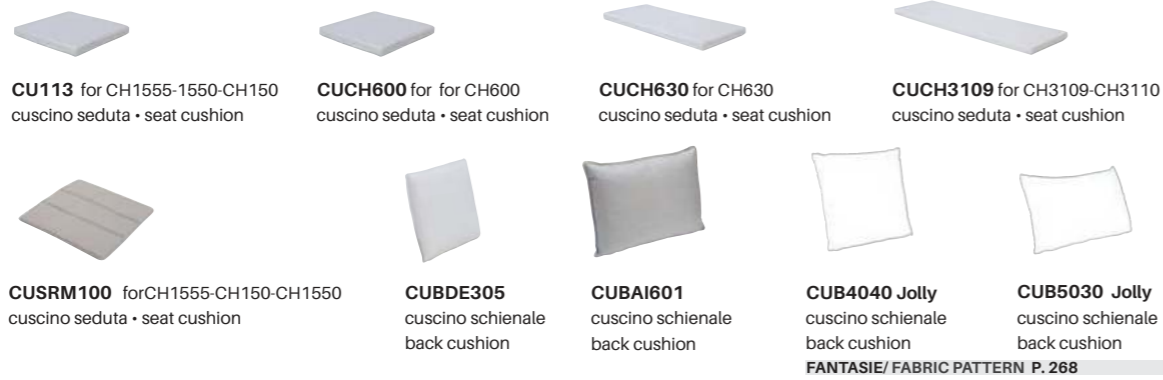 CU113 for CH1555-1550-CH150
cuscino seduta • seat cushion
CUCH600 for for CH600
cuscino seduta • seat cushion
CUCH630 for CH630
cuscino seduta • seat cushion
CUCH3109 for CH3109-CH3110
cuscino seduta • seat cushion
CUSRM100 forCH1555-CH150-CH1550
cuscino seduta • seat cushion
CUBDE305
cuscino schienale
back cushion
CUBAI601
cuscino schienale
back cushion
CUB4040 Jolly
cuscino schienale
back cushion
CUB5030 Jolly
cuscino schienale
back cushion
FANTASIE/ FABRIC PATTERN P. 268